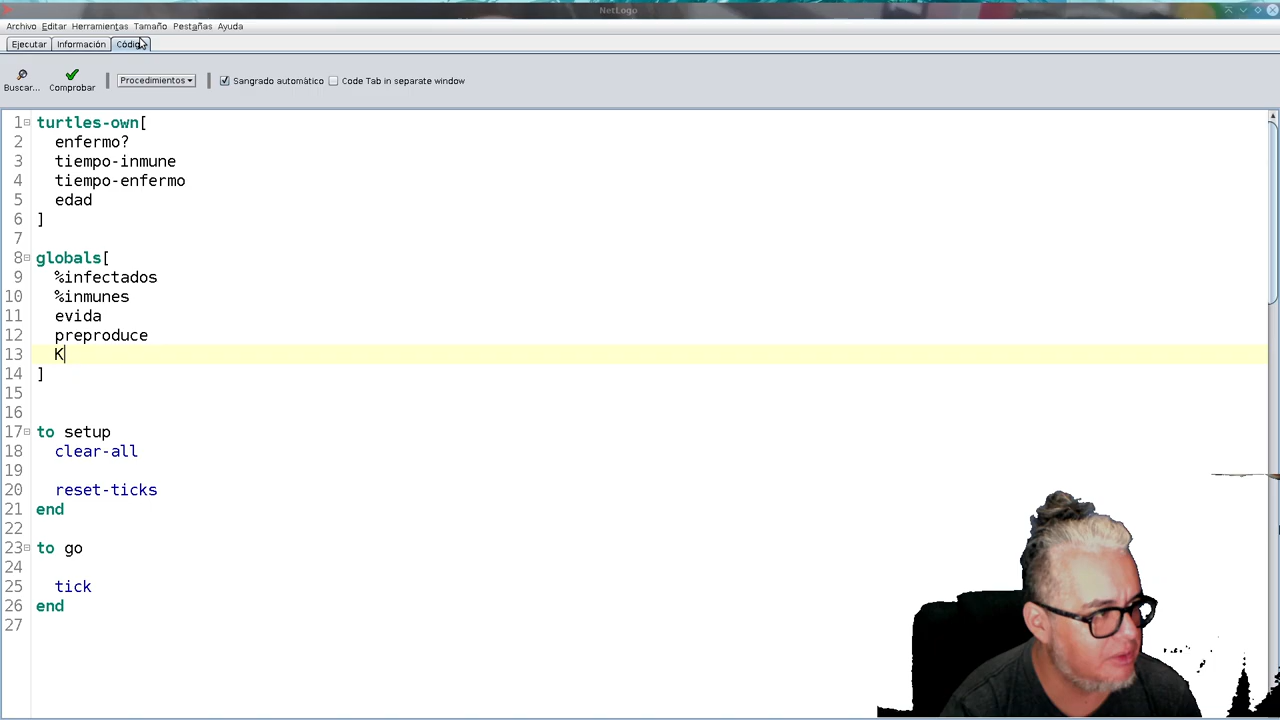 NetLogo
Archivo Editar Herramientas Tamaño Pestañas Ayuda
Ejecutar Información Código
Buscar... Comprobar Procedimientos Sangrado automático Code Tab in separate window
1 turtles-own[
2 enfermo?
3 tiempo-inmune
4 tiempo-enfermo
5 edad
6 ]
7
8 globals[
9 %infectados
10 %inmunes
11 evida
12 preproduce
13 K
14 ]
15
16
17 to setup
18 clear-all
19
20 reset-ticks
21 end
22
23 to go
24
25 tick
26 end
27